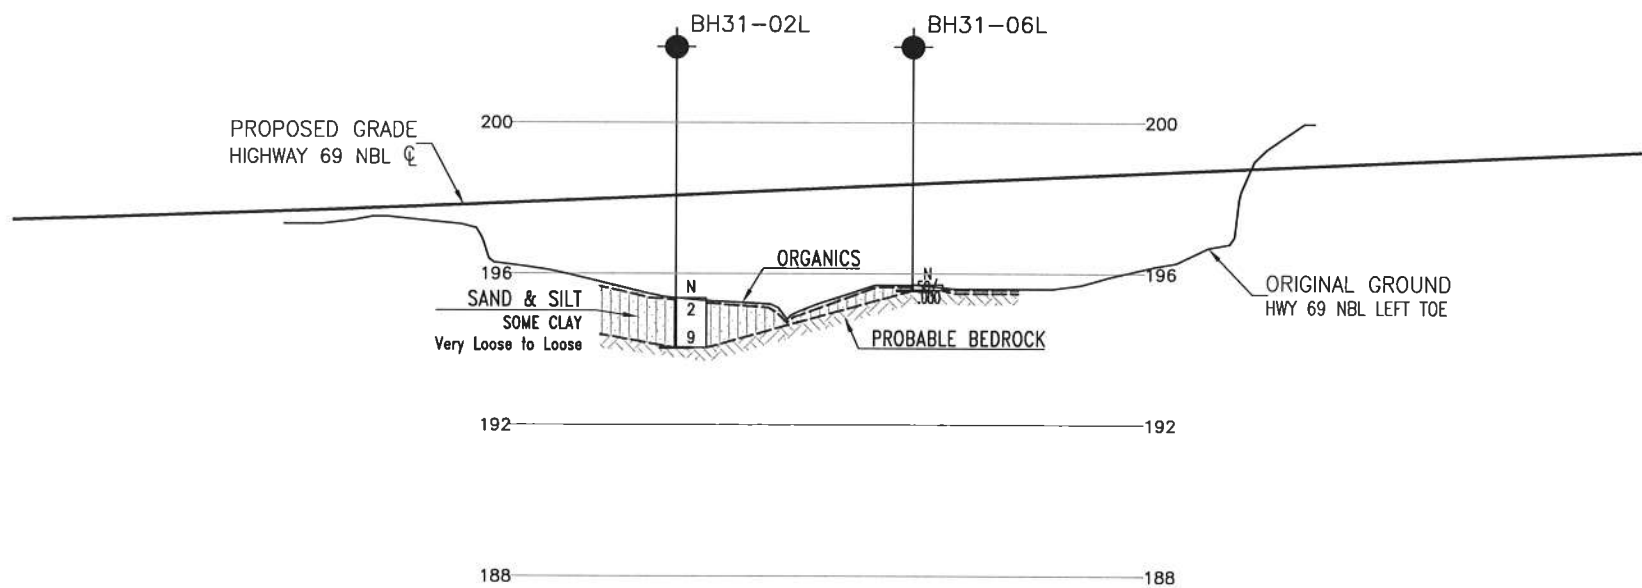 BH31-02L
BH31-06L
200
200
PROPOSED GRADE
HIGHWAY 69 NBL ℄
ORGANICS
196
196
N
N
SAND & SILT
2
ORIGINAL GROUND
HWY 69 NBL LEFT TOE
SOME CLAY
9
Very Loose to Loose
PROBABLE BEDROCK
192
192
188
188